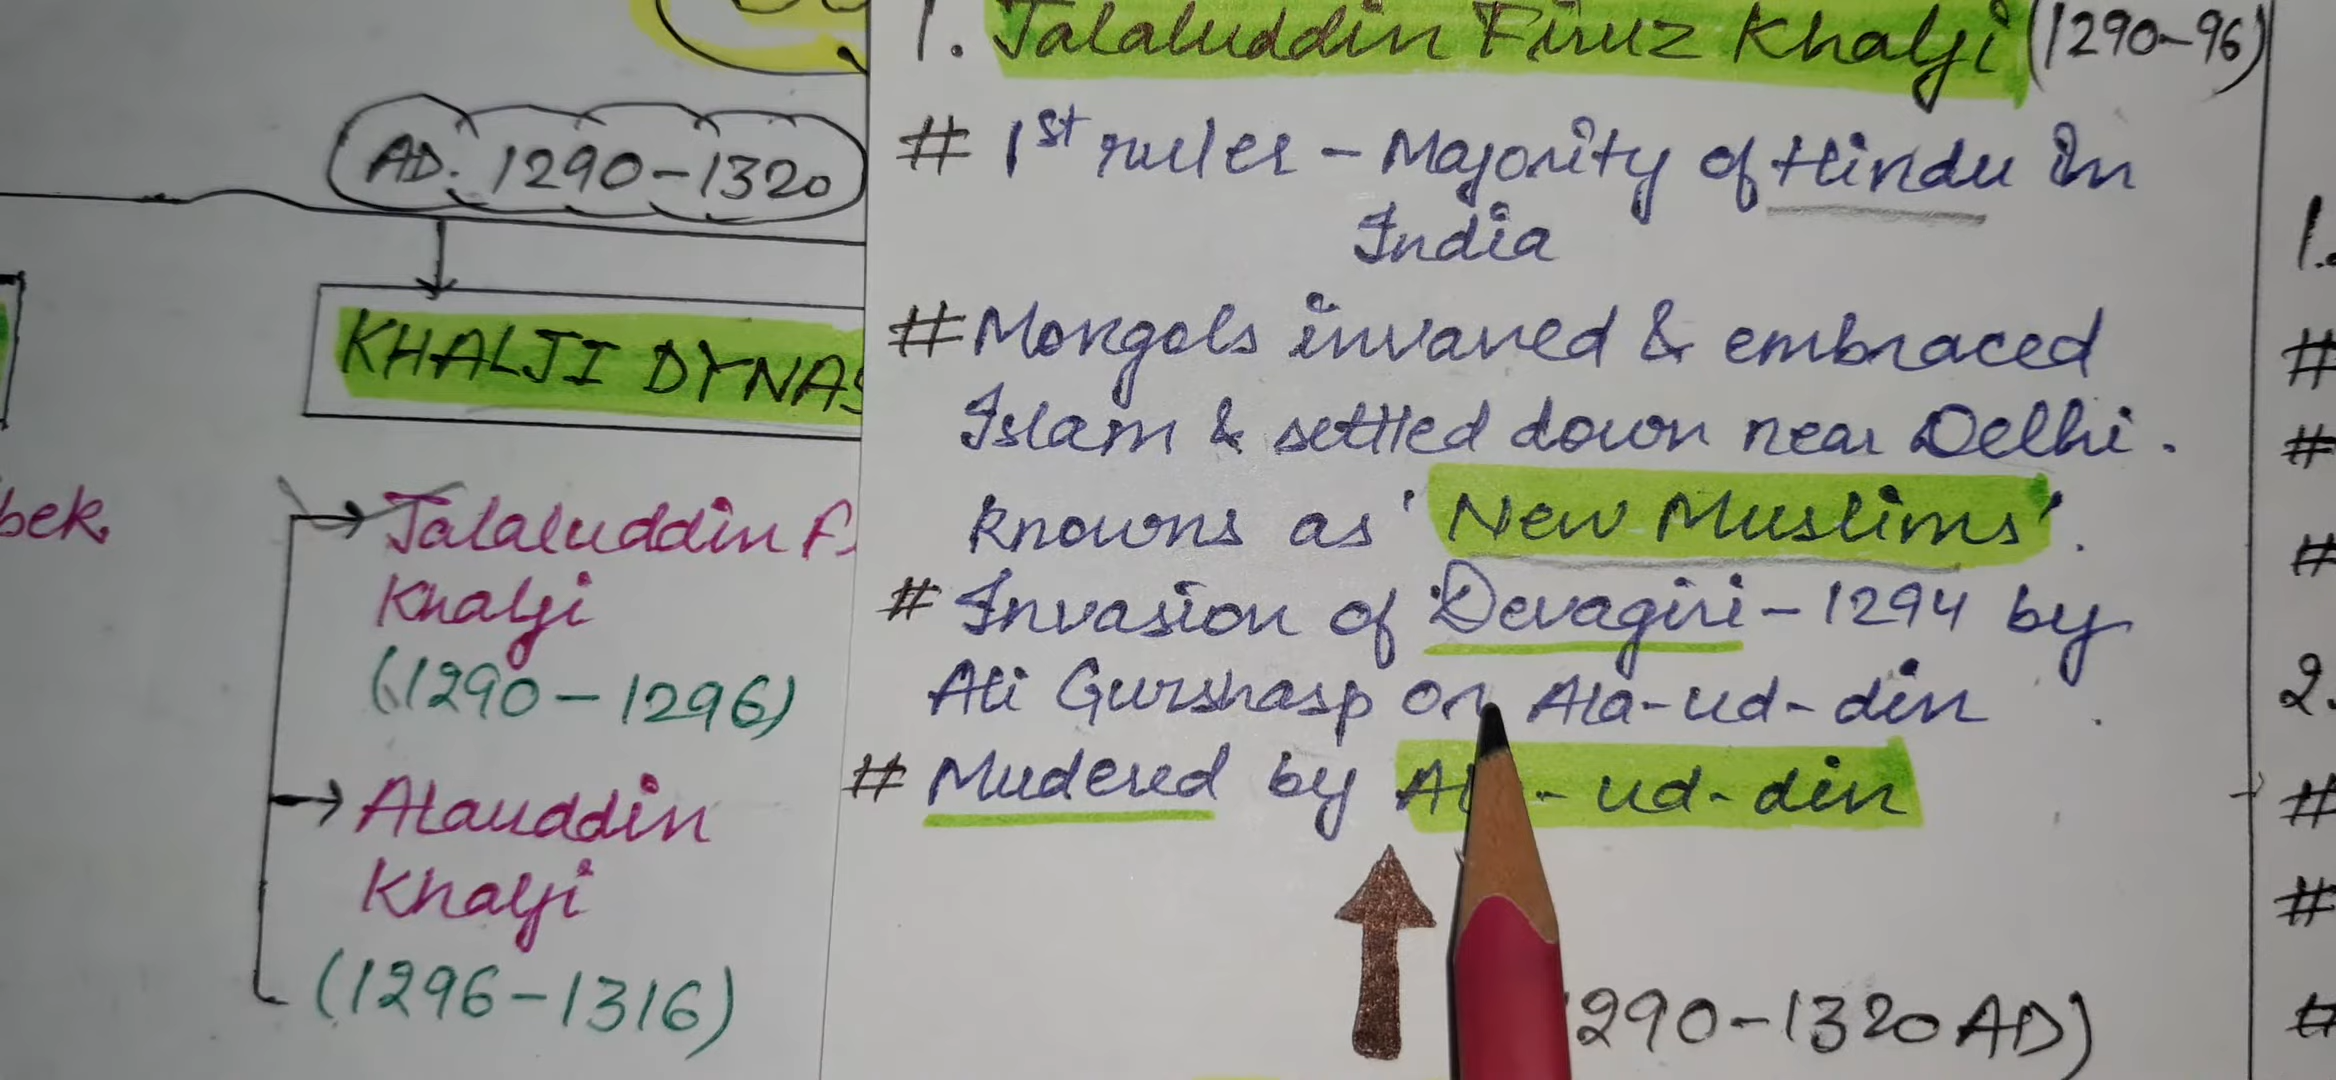 AD. 1290-1320
KHALJI DYNAS
bek
Jalaluddin F
Khalji
(1290-1296)
Alauddin
Khalji
(1296-1316)
1. Jalaluddin Firuz Khalji (1290-96)
# 1st ruler - Majority of Hindu in
India
# Mongols invaned & embraced
Islam & settled down near Delhi.
knowns as 'New Muslims'.
# Invasion of Devagiri - 1294 by
Ali Gurshasp or Ala-ud-din
# Mudered by Al -ud-din
290-1320 AD)
1.
#
#
#
2.
#
#
#